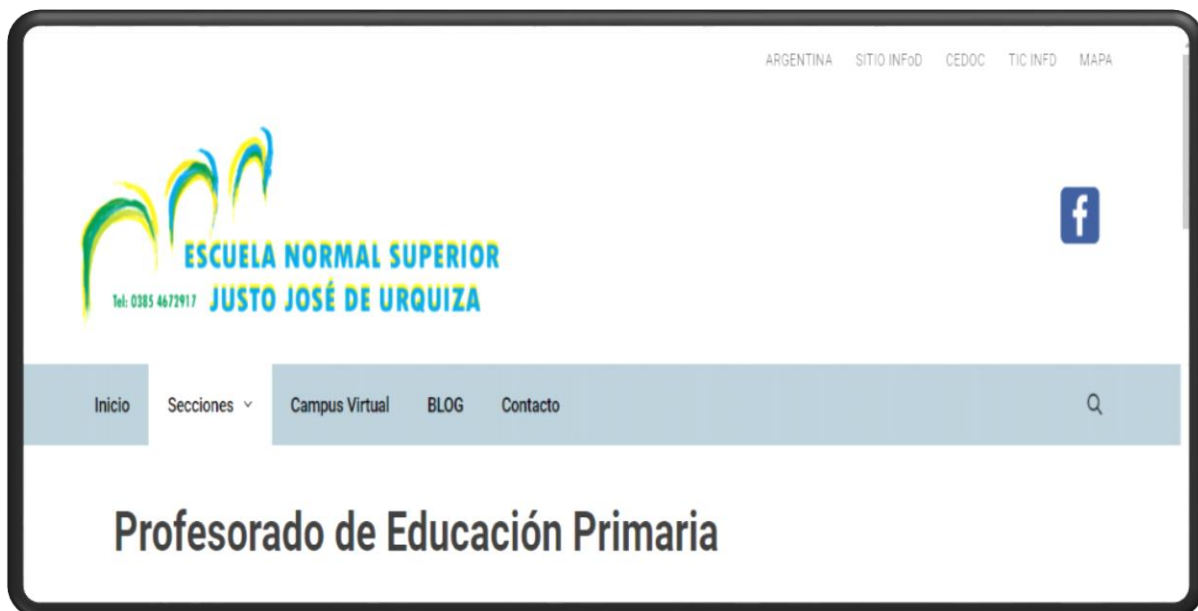 ARGENTINA SITIO INFoD CEDOC TIC INFD MAPA
ESCUELA NORMAL SUPERIOR
Tel: 0385 4672917 JUSTO JOSÉ DE URQUIZA
Inicio Secciones Campus Virtual BLOG Contacto
Profesorado de Educación Primaria